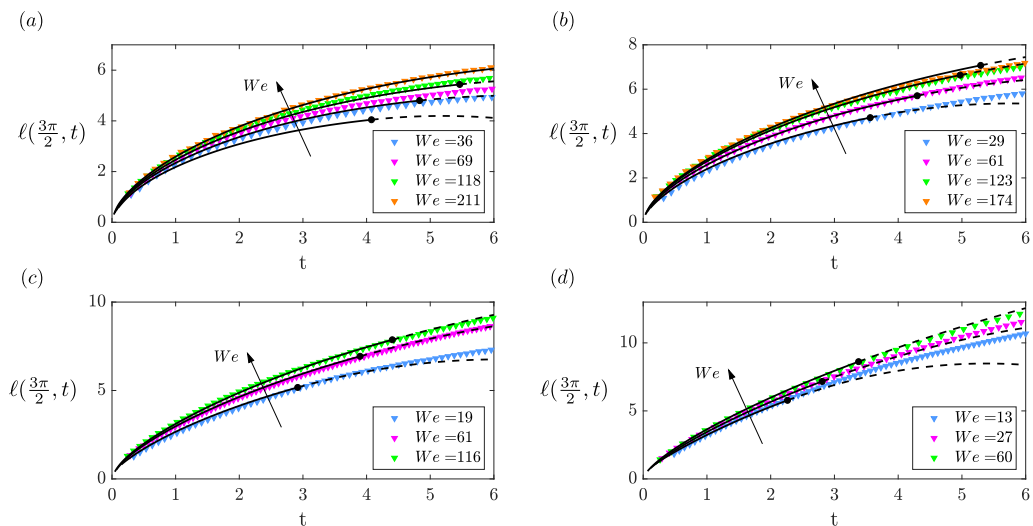 (a)
ℓ(3π/2, t)
6
4
2
0
0 1 2 3 4 5 6
t
We
We =36
We =69
We =118
We =211
(b)
ℓ(3π/2, t)
8
6
4
2
0
0 1 2 3 4 5 6
t
We
We =29
We =61
We =123
We =174
(c)
ℓ(3π/2, t)
10
5
0
0 1 2 3 4 5 6
t
We
We =19
We =61
We =116
(d)
ℓ(3π/2, t)
10
5
0
0 1 2 3 4 5 6
t
We
We =13
We =27
We =60